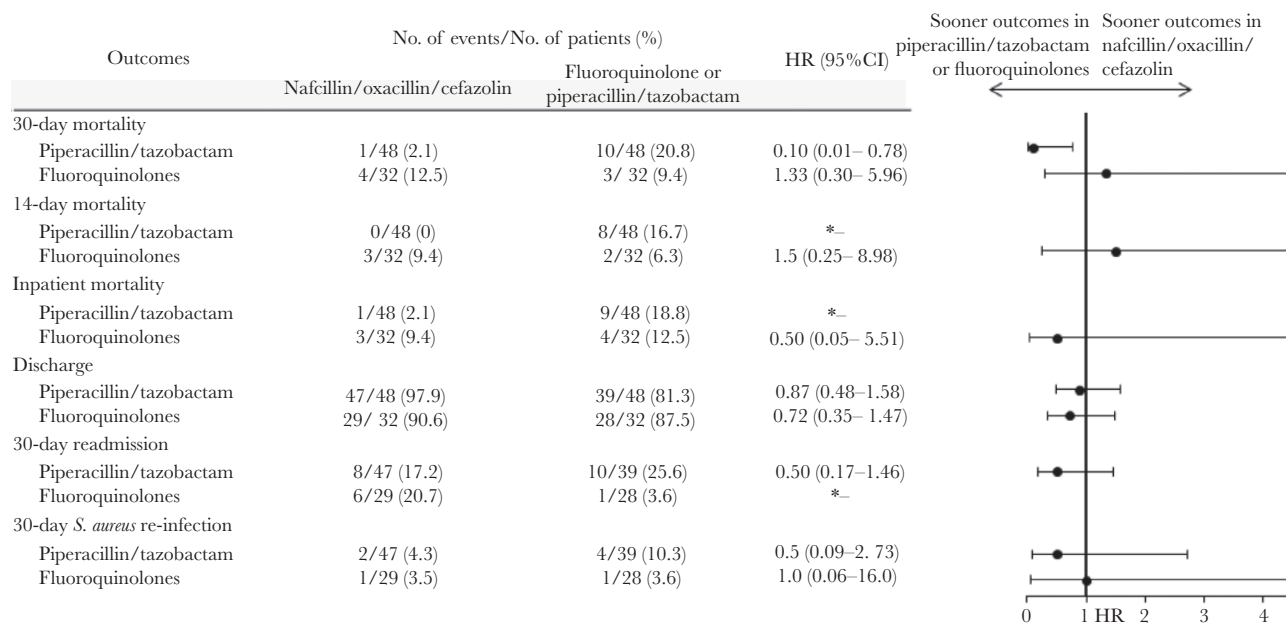 Outcomes
No. of events/No. of patients (%)
Nafcillin/oxacillin/cefazolin
Fluoroquinolone or
piperacillin/tazobactam
HR (95%CI)
Sooner outcomes in
piperacillin/tazobactam
or fluoroquinolones
Sooner outcomes in
nafcillin/oxacillin/
cefazolin
30-day mortality
Piperacillin/tazobactam 1/48 (2.1) 10/48 (20.8) 0.10 (0.01– 0.78)
Fluoroquinolones 4/32 (12.5) 3/ 32 (9.4) 1.33 (0.30– 5.96)
14-day mortality
Piperacillin/tazobactam 0/48 (0) 8/48 (16.7) *–
Fluoroquinolones 3/32 (9.4) 2/32 (6.3) 1.5 (0.25– 8.98)
Inpatient mortality
Piperacillin/tazobactam 1/48 (2.1) 9/48 (18.8) *–
Fluoroquinolones 3/32 (9.4) 4/32 (12.5) 0.50 (0.05– 5.51)
Discharge
Piperacillin/tazobactam 47/48 (97.9) 39/48 (81.3) 0.87 (0.48–1.58)
Fluoroquinolones 29/ 32 (90.6) 28/32 (87.5) 0.72 (0.35– 1.47)
30-day readmission
Piperacillin/tazobactam 8/47 (17.2) 10/39 (25.6) 0.50 (0.17–1.46)
Fluoroquinolones 6/29 (20.7) 1/28 (3.6) *–
30-day S. aureus re-infection
Piperacillin/tazobactam 2/47 (4.3) 4/39 (10.3) 0.5 (0.09–2. 73)
Fluoroquinolones 1/29 (3.5) 1/28 (3.6) 1.0 (0.06–16.0)
0 1 HR 2 3 4